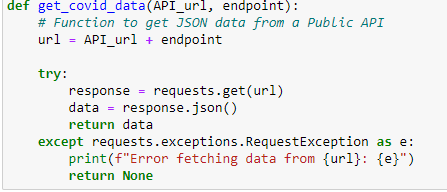 def get_covid_data(API_url, endpoint):
    # Function to get JSON data from a Public API
    url = API_url + endpoint

    try:
        response = requests.get(url)
        data = response.json()
        return data
    except requests.exceptions.RequestException as e:
        print(f"Error fetching data from {url}: {e}")
        return None